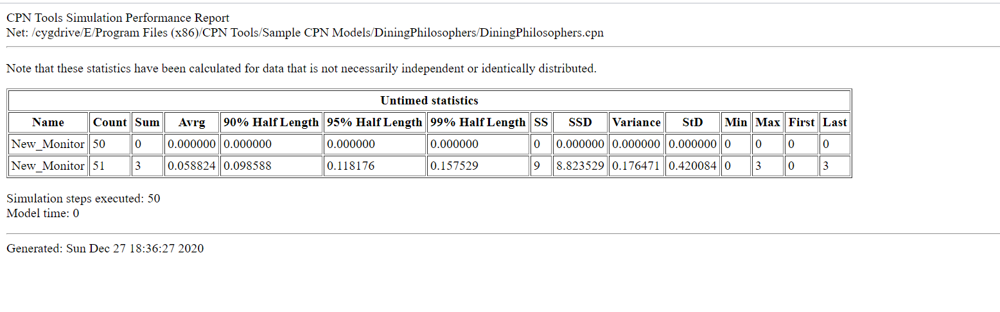 CPN Tools Simulation Performance Report
Net: /cygdrive/E/Program Files (x86)/CPN Tools/Sample CPN Models/DiningPhilosophers/DiningPhilosophers.cpn
Note that these statistics have been calculated for data that is not necessarily independent or identically distributed.
Untimed statistics
Name Count Sum Avrg 90% Half Length 95% Half Length 99% Half Length SS SSD Variance StD Min Max First Last
New_Monitor 50 0 0.000000 0.000000 0.000000 0.000000 0 0.000000 0.000000 0.000000 0 0 0 0
New_Monitor 51 3 0.058824 0.098588 0.118176 0.157529 9 8.823529 0.176471 0.420084 0 3 0 3
Simulation steps executed: 50
Model time: 0
Generated: Sun Dec 27 18:36:27 2020